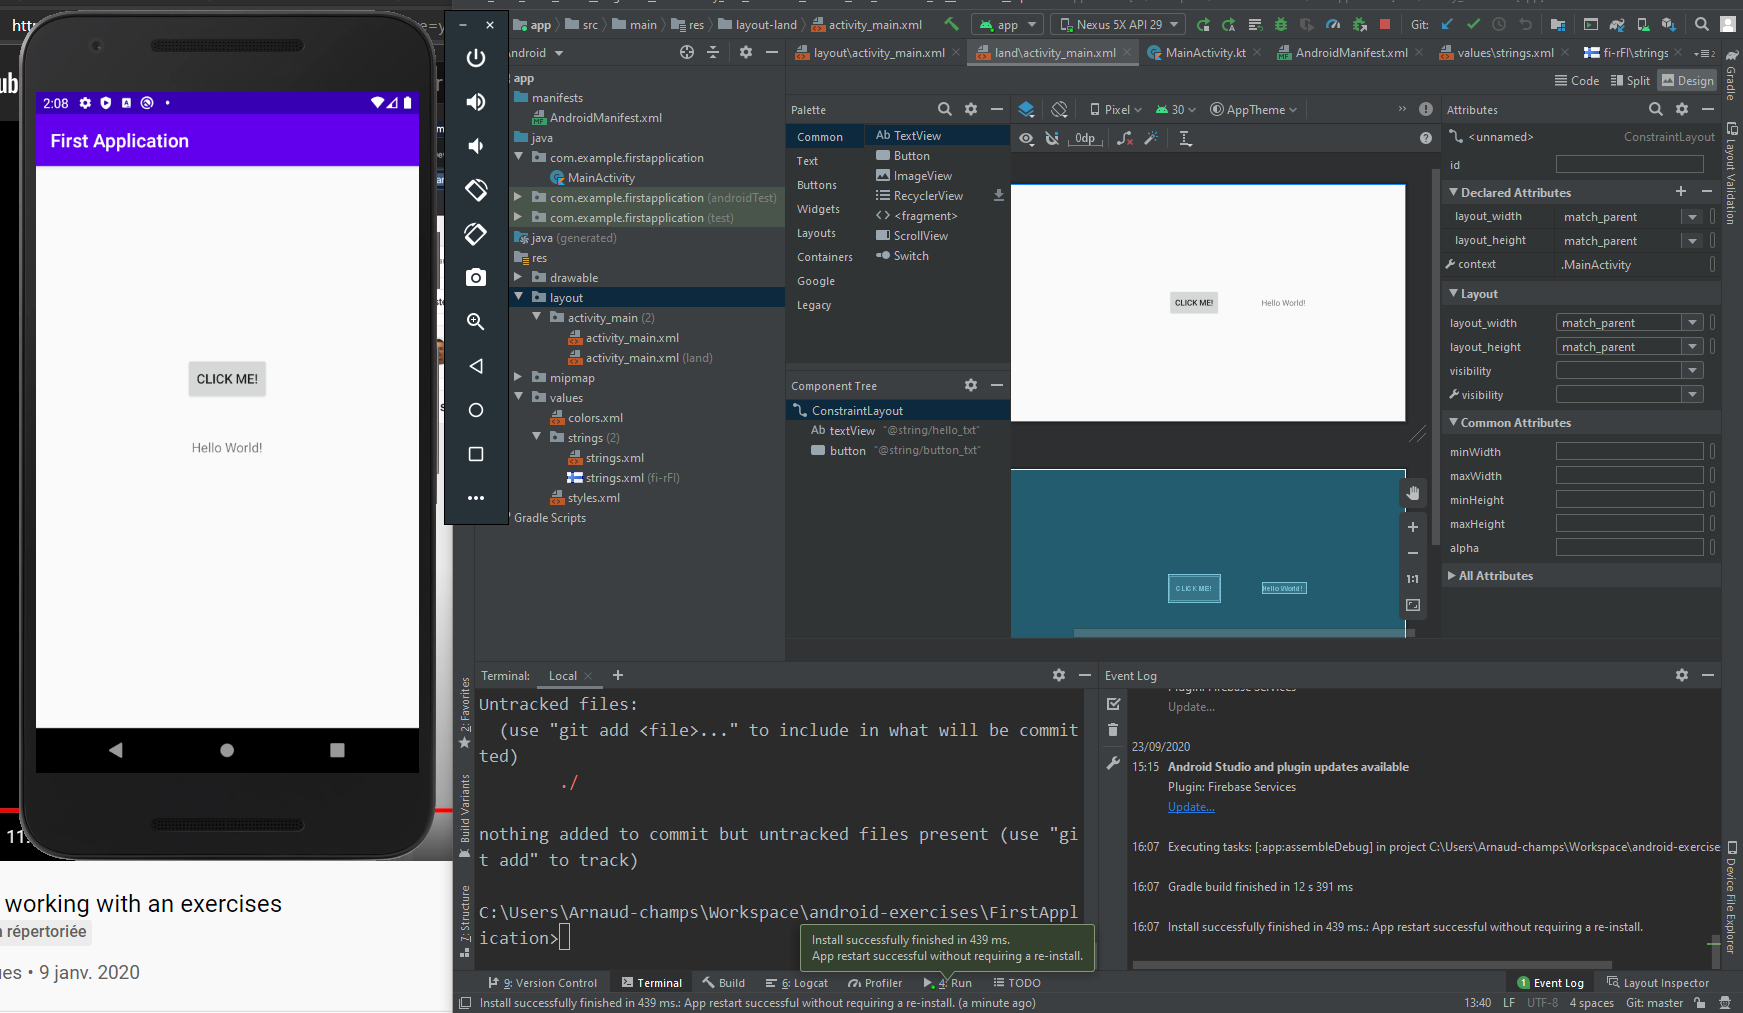 2:08
First Application
CLICK ME!
Hello World!
working with an exercises
répertoriée
ues • 9 janv. 2020
app
src
main
res
layout-land
activity_main.xml
app
Nexus 5X API 29
Git:
Android
layout\activity_main.xml
land\activity_main.xml
MainActivity.kt
AndroidManifest.xml
values\strings.xml
fi-rFI\strings
Code
Split
Design
app
manifests
AndroidManifest.xml
java
com.example.firstapplication
MainActivity
com.example.firstapplication (androidTest)
com.example.firstapplication (test)
java (generated)
res
drawable
layout
activity_main (2)
activity_main.xml
activity_main.xml (land)
mipmap
values
colors.xml
strings (2)
strings.xml
strings.xml (fi-rFI)
styles.xml
Gradle Scripts
Palette
Common
Text
Buttons
Widgets
Layouts
Containers
Google
Legacy
Ab TextView
Button
ImageView
RecyclerView
<fragment>
ScrollView
Switch
Component Tree
ConstraintLayout
Ab textView "@string/hello_txt"
button "@string/button_txt"
Pixel
30
AppTheme
0dp
CLICK ME!
Hello World!
CLICK ME!
Hello World!
1:1
Attributes
<unnamed>
ConstraintLayout
id
Declared Attributes
layout_width match_parent
layout_height match_parent
context .MainActivity
Layout
layout_width match_parent
layout_height match_parent
visibility
visibility
Common Attributes
minWidth
maxWidth
minHeight
maxHeight
alpha
All Attributes
Gradle
Layout Validation
Device File Explorer
2: Favorites
Build Variants
7: Structure
Terminal:
Local
Untracked files:
(use "git add <file>..." to include in what will be commit
ted)
./
nothing added to commit but untracked files present (use "gi
t add" to track)
C:\Users\Arnaud-champs\Workspace\android-exercises\FirstAppl
ication>
Install successfully finished in 439 ms.
App restart successful without requiring a re-install.
Event Log
Plugin: Firebase Services
Update...
23/09/2020
15:15 Android Studio and plugin updates available
Plugin: Firebase Services
Update...
16:07 Executing tasks: [:app:assembleDebug] in project C:\Users\Arnaud-champs\Workspace\android-exercise
16:07 Gradle build finished in 12 s 391 ms
16:07 Install successfully finished in 439 ms.: App restart successful without requiring a re-install.
9: Version Control
Terminal
Build
6: Logcat
Profiler
4: Run
TODO
1 Event Log
Layout Inspector
Install successfully finished in 439 ms.: App restart successful without requiring a re-install. (a minute ago)
13:40
LF
UTF-8
4 spaces
Git: master